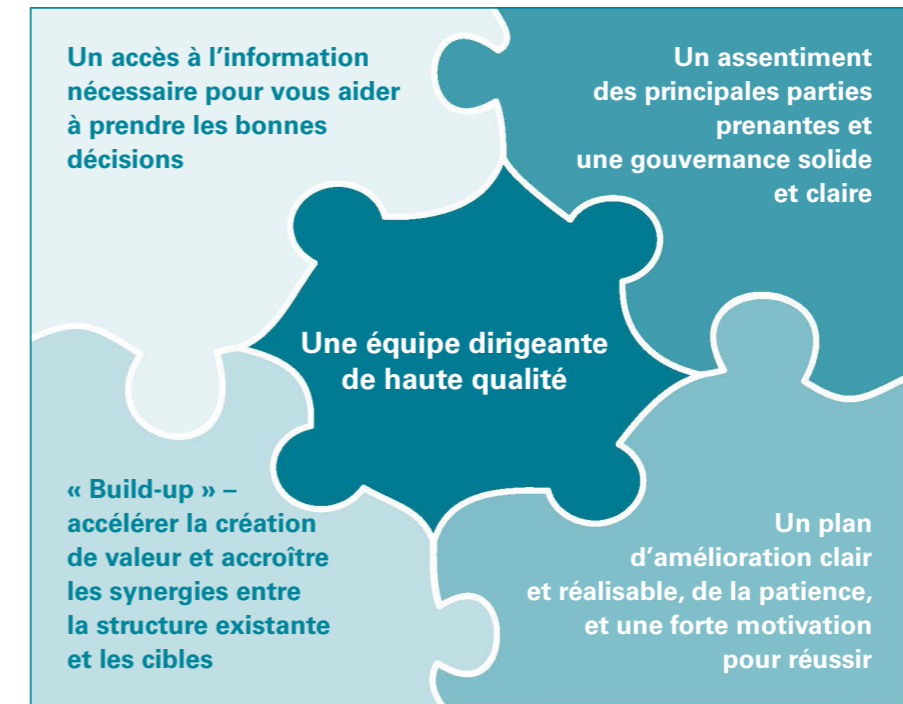 Un accès à l’information
nécessaire pour vous aider
à prendre les bonnes
décisions
Un assentiment
des principales parties
prenantes et
une gouvernance solide
et claire
Une équipe dirigeante
de haute qualité
« Build-up » –
accélérer la création
de valeur et accroître
les synergies entre
la structure existante
et les cibles
Un plan
d’amélioration clair
et réalisable, de la patience,
et une forte motivation
pour réussir